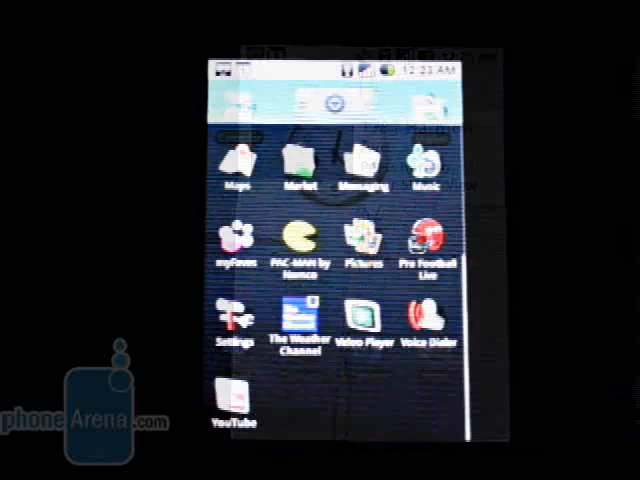 12:23 AM
Maps
Market
Messaging
Music
myFaves
PAC-MAN by
Namco
Pictures
Pro Football
Live
Settings
The Weather
Channel
Video Player
Voice Dialer
YouTube
phoneArena.com